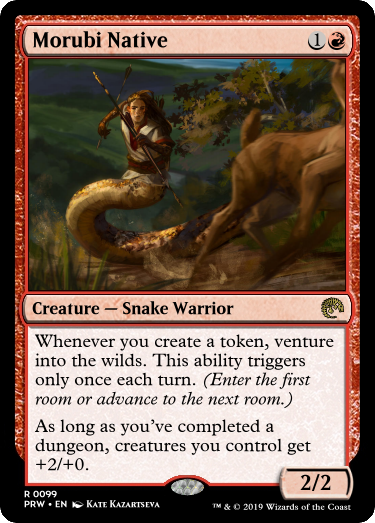 Morubi Native 1
Creature — Snake Warrior
Whenever you create a token, venture
into the wilds. This ability triggers
only once each turn. (Enter the first
room or advance to the next room.)
As long as you’ve completed a
dungeon, creatures you control get
+2/+0.
2/2
R 0099
PRW • EN KATE KAZARTSEVA
™ & © 2019 Wizards of the Coast